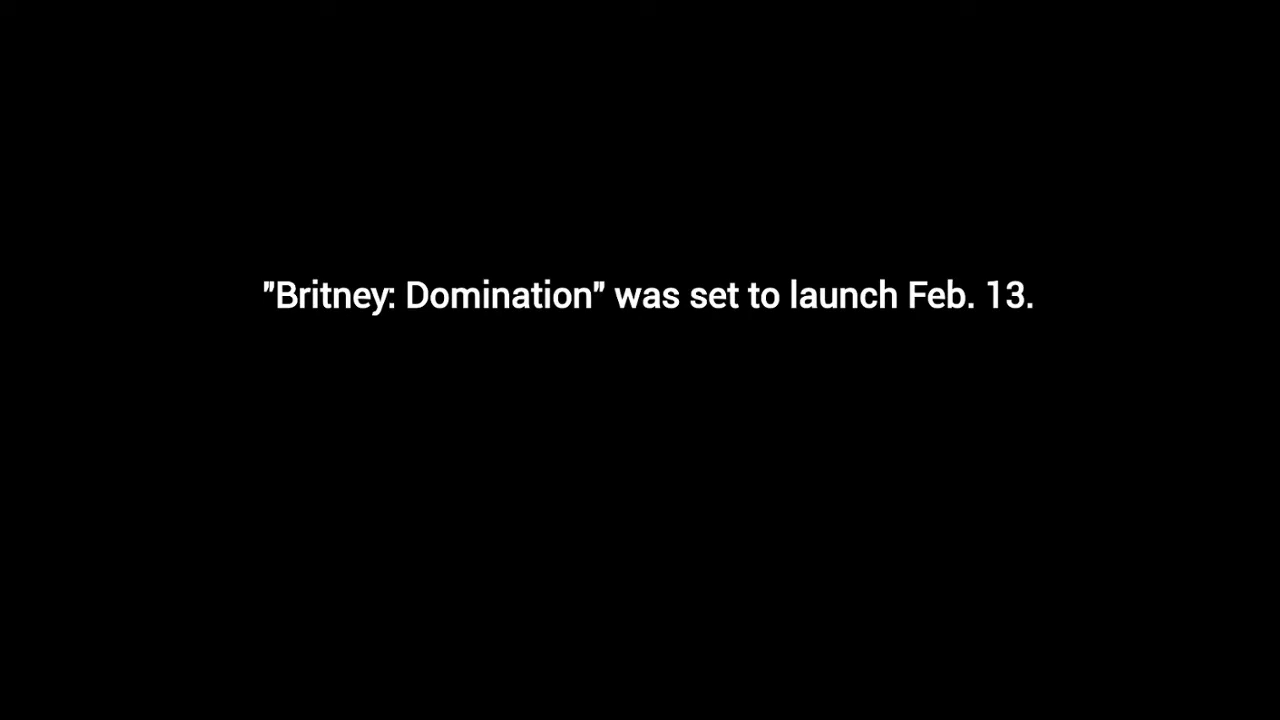 "Britney: Domination" was set to launch Feb. 13.